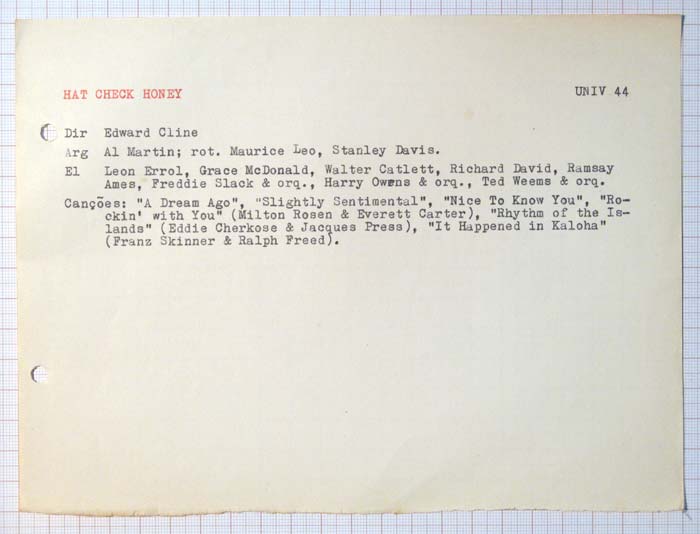 HAT CHECK HONEY UNIV 44
Dir Edward Cline
Arg Al Martin; rot. Maurice Leo, Stanley Davis.
El Leon Errol, Grace McDonald, Walter Catlett, Richard David, Ramsay
Ames, Freddie Slack & orq., Harry Owens & orq., Ted Weems & orq.
Canções: "A Dream Ago", "Slightly Sentimental", "Nice To Know You", "Ro-
ckin' with You" (Milton Rosen & Everett Carter), "Rhythm of the Is-
lands" (Eddie Cherkose & Jacques Press), "It Happened in Kaloha"
(Franz Skinner & Ralph Freed).